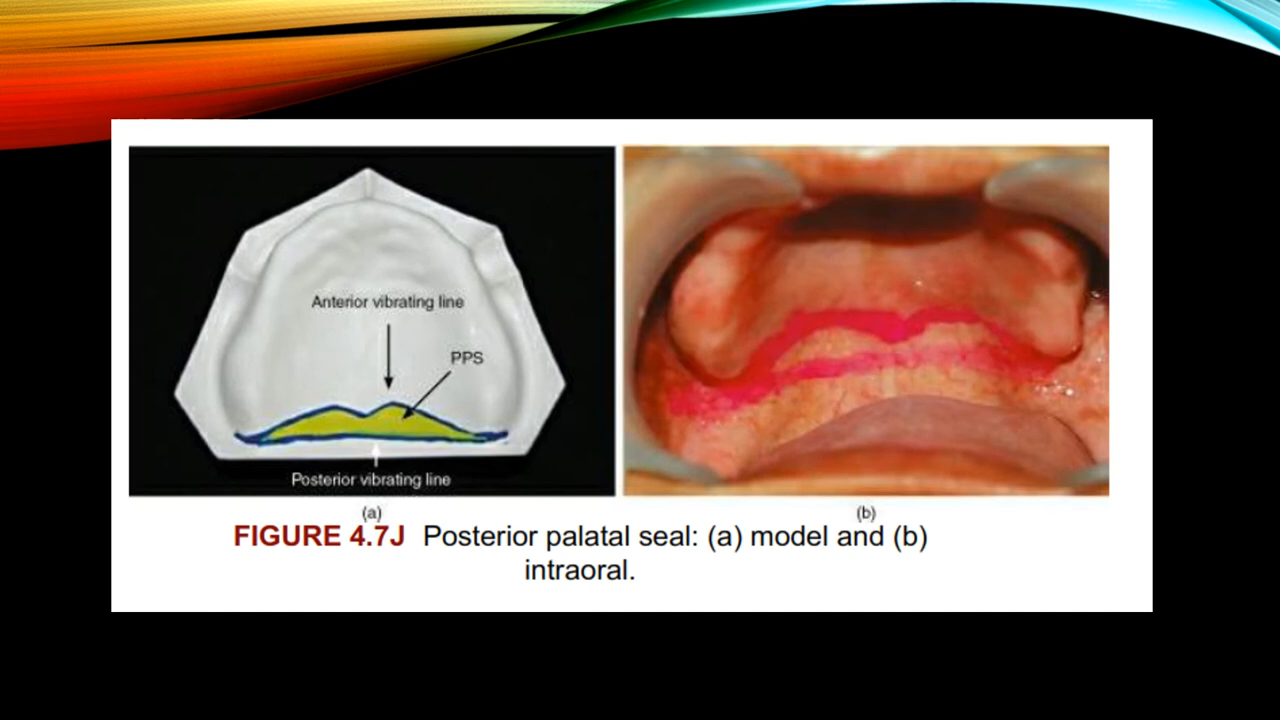 Anterior vibrating line
PPS
Posterior vibrating line
(a)
(b)
FIGURE 4.7J Posterior palatal seal: (a) model and (b)
intraoral.